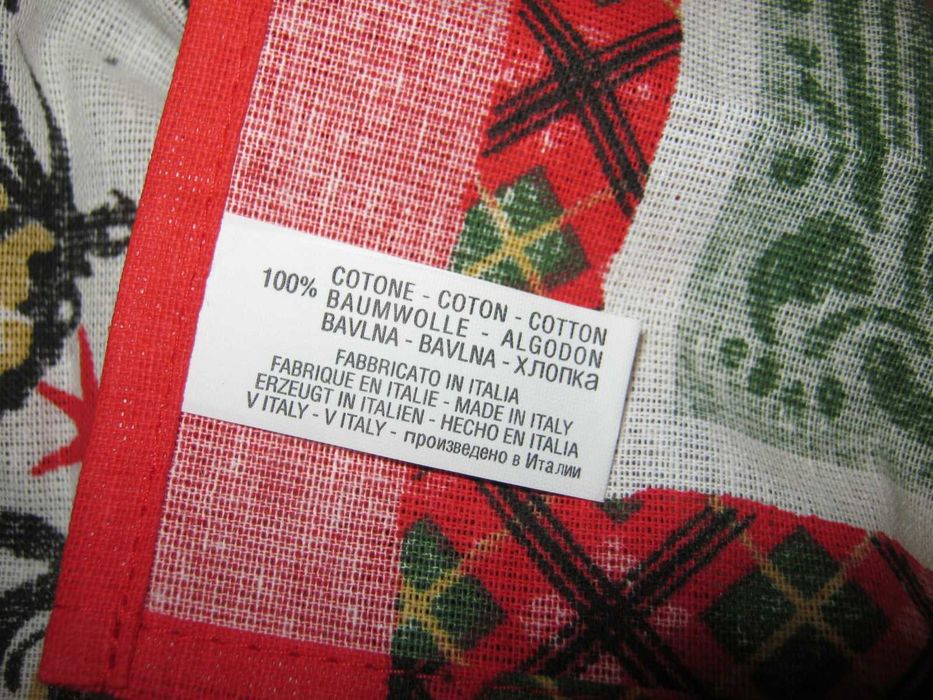 100% COTONE - COTON - COTTON
BAUMWOLLE - ALGODON
BAVLNA - BAVLNA - ХЛОПКа
FABBRICATO IN ITALIA
FABRIQUE EN ITALIE - MADE IN ITALY
ERZEUGT IN ITALIEN - HECHO EN ITALIA
V ITALY - V ITALY - произведено в Италии